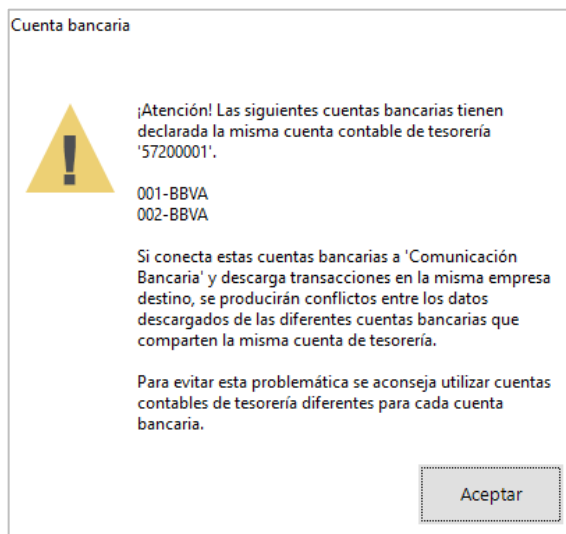 Cuenta bancaria
¡Atención! Las siguientes cuentas bancarias tienen
declarada la misma cuenta contable de tesorería
'57200001'.
001-BBVA
002-BBVA
Si conecta estas cuentas bancarias a 'Comunicación
Bancaria' y descarga transacciones en la misma empresa
destino, se producirán conflictos entre los datos
descargados de las diferentes cuentas bancarias que
comparten la misma cuenta de tesorería.
Para evitar esta problemática se aconseja utilizar cuentas
contables de tesorería diferentes para cada cuenta
bancaria.
Aceptar